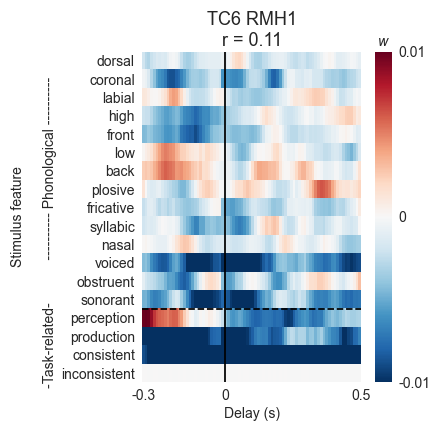 TC6 RMH1
r = 0.11
w
dorsal
coronal
labial
high
front
low
back
plosive
fricative
syllabic
nasal
voiced
obstruent
sonorant
perception
production
consistent
inconsistent
Stimulus feature
-Task-related- ----------- Phonological ----------
-0.3
0
0.5
Delay (s)
0.01
0
-0.01